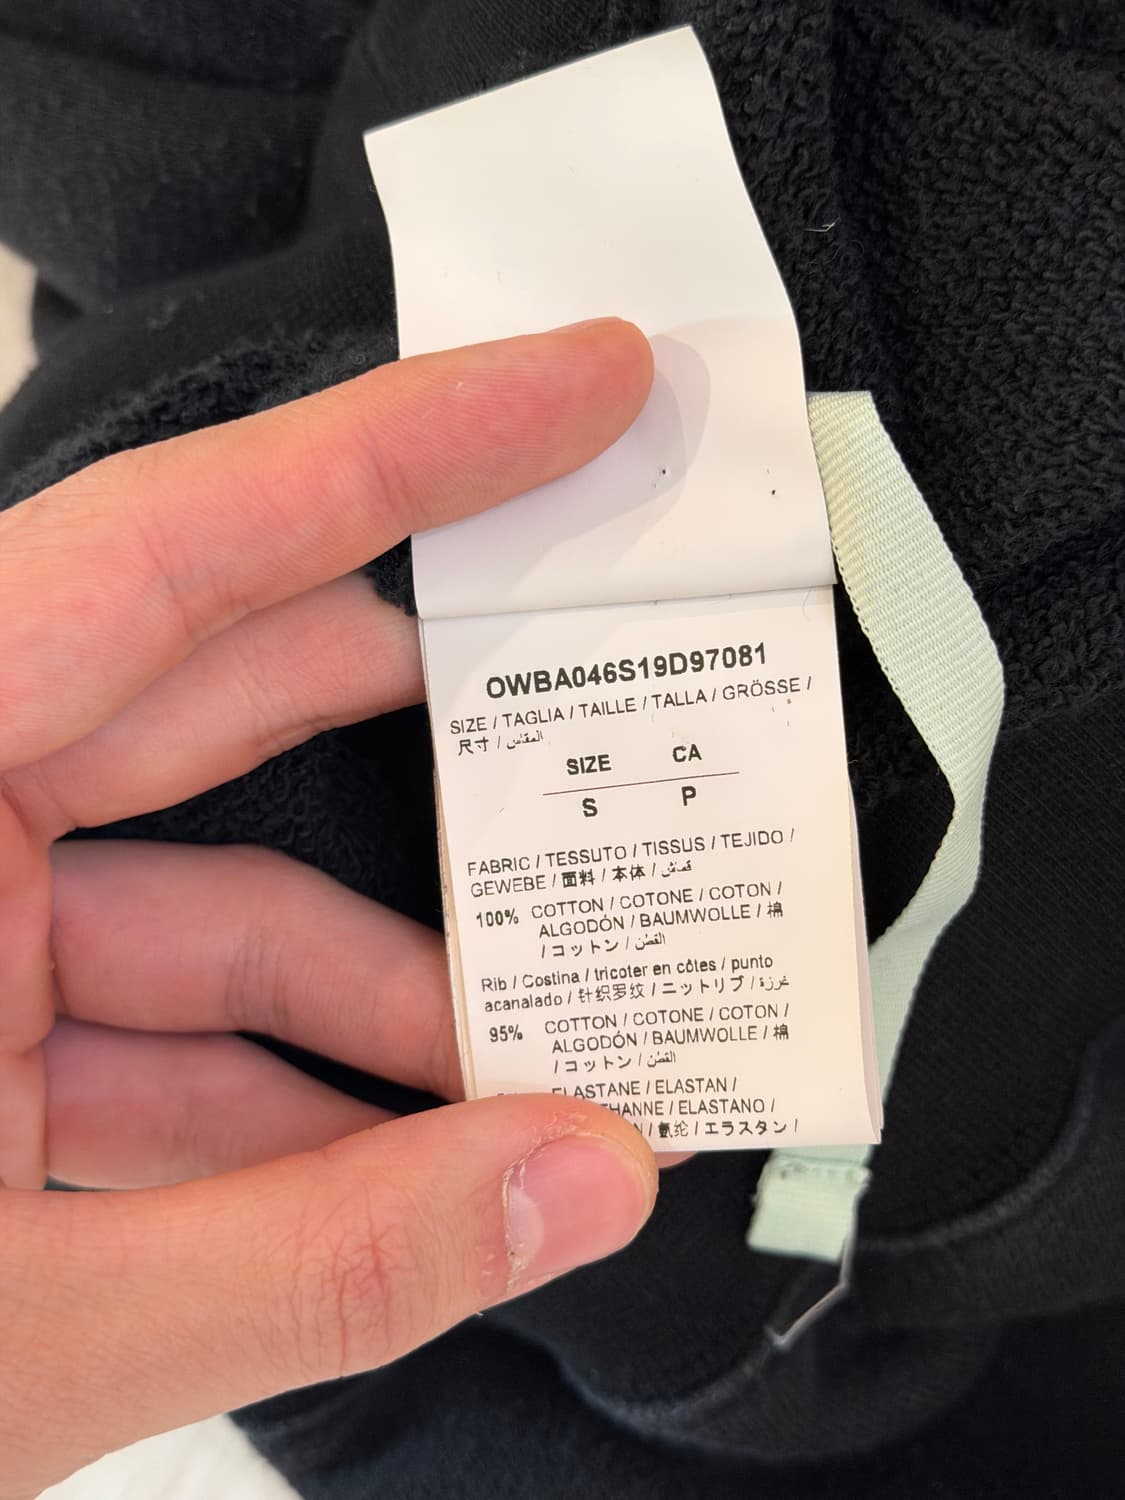 OWBA046S19D97081
SIZE / TAGLIA / TAILLE / TALLA / GRÖSSE /
尺寸 / المقاس
SIZE CA
S P
FABRIC / TESSUTO / TISSUS / TEJIDO /
GEWEBE / 面料 / 本体 / قماش
100% COTTON / COTONE / COTON /
ALGODÓN / BAUMWOLLE / 棉
/ コットン / القطن
Rib / Costina / tricoter en côtes / punto
acanalado / 针织罗纹 / ニットリブ / غرزة
95% COTTON / COTONE / COTON /
ALGODÓN / BAUMWOLLE / 棉
/ コットン / القطن
ELASTANE / ELASTAN /
THANNE / ELASTANO /
N / 氨纶 / エラスタン /